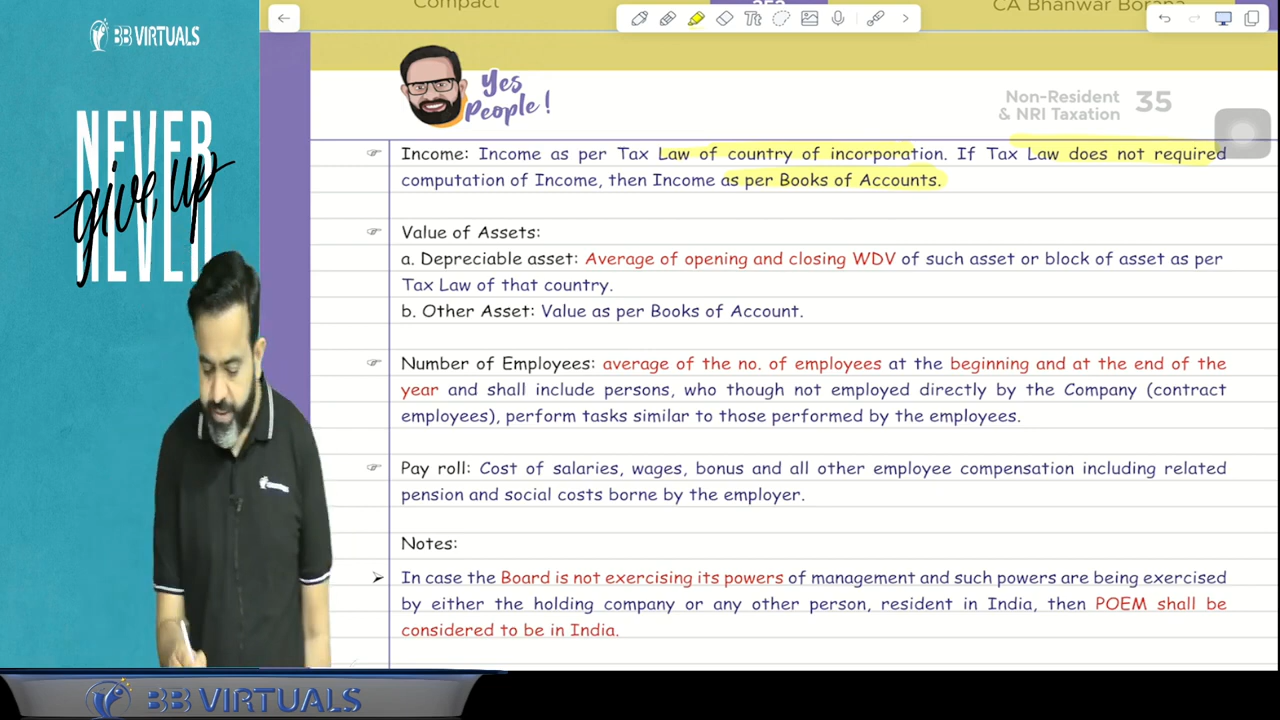 Compact
CA Bhanwar Borana
BB VIRTUALS
NEVER
give up
NEVER
Yes
People !
Non-Resident
& NRI Taxation 35
Income: Income as per Tax Law of country of incorporation. If Tax Law does not required
computation of Income, then Income as per Books of Accounts.
Value of Assets:
a. Depreciable asset: Average of opening and closing WDV of such asset or block of asset as per
Tax Law of that country.
b. Other Asset: Value as per Books of Account.
Number of Employees: average of the no. of employees at the beginning and at the end of the
year and shall include persons, who though not employed directly by the Company (contract
employees), perform tasks similar to those performed by the employees.
Pay roll: Cost of salaries, wages, bonus and all other employee compensation including related
pension and social costs borne by the employer.
Notes:
In case the Board is not exercising its powers of management and such powers are being exercised
by either the holding company or any other person, resident in India, then POEM shall be
considered to be in India.
BB VIRTUALS